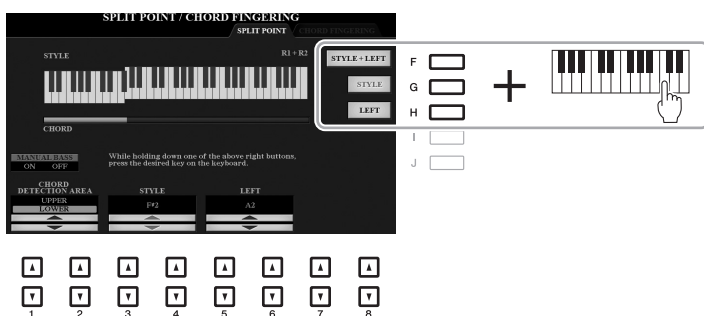 SPLIT POINT / CHORD FINGERING
SPLIT POINT
CHORD FINGERING
STYLE
R1 + R2
STYLE + LEFT
F
STYLE
G
LEFT
H
I
J
CHORD
MANUAL BASS
ON OFF
While holding down one of the above right buttons,
press the desired key on the keyboard.
CHORD
DETECTION AREA
STYLE
LEFT
UPPER
LOWER
F#2
A2
1 2 3 4 5 6 7 8